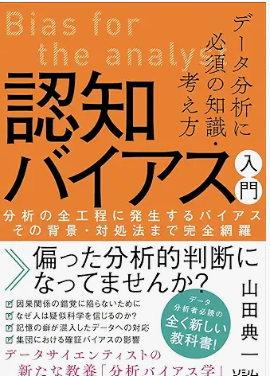 Bias for
the analyst
データ分析に
必須の知識・
考え方
認知
バイアス
入門
分析の全工程に発生するバイアス
その背景・対処法まで完全網羅
偏った分析的判断に
なってませんか?
因果関係の錯覚に陥らないために
なぜ人は疑似科学を信じるのか?
記憶の癖が混入したデータへの対応
集団における確証バイアスの影響
データ
分析者必読の
全く新しい
教科書!
山田典一
データサイエンティストの
新たな教養「分析バイアス学」
ソシム